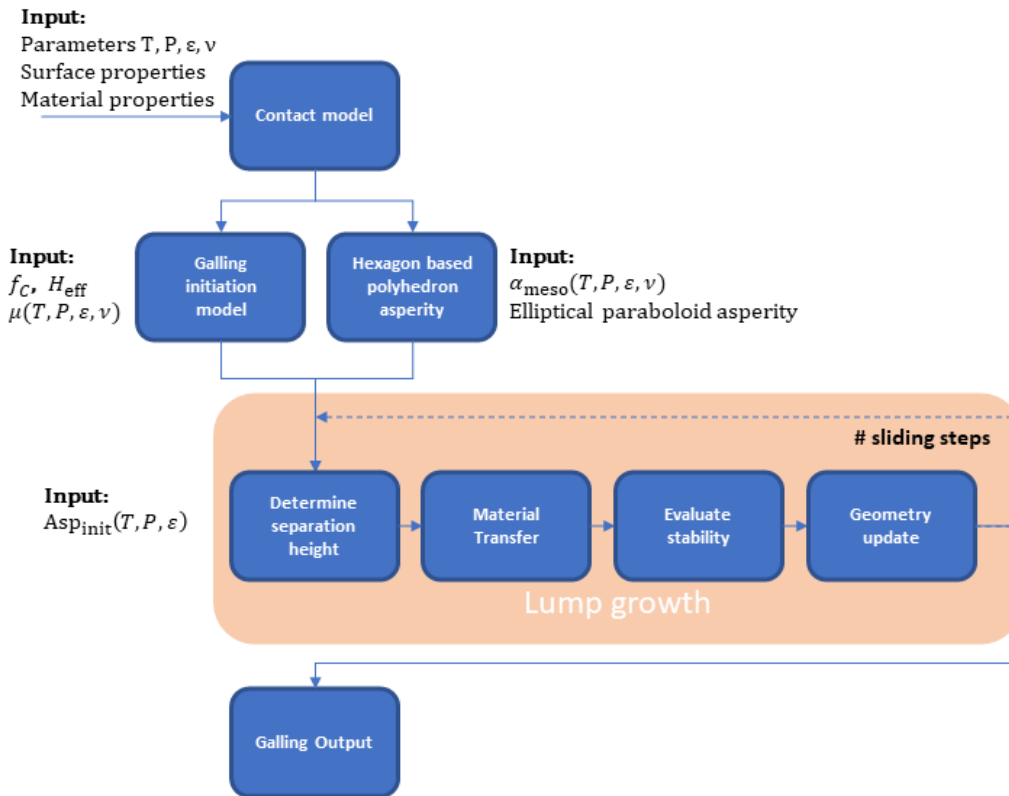 Input:
Parameters T, P, ε, ν
Surface properties
Material properties
Contact model
Input:
f_C, H_eff
μ(T, P, ε, ν)
Galling
initiation
model
Hexagon based
polyhedron
asperity
Input:
α_meso(T, P, ε, ν)
Elliptical paraboloid asperity
# sliding steps
Input:
Asp_init(T, P, ε)
Determine
separation
height
Material
Transfer
Evaluate
stability
Geometry
update
Lump growth
Galling Output